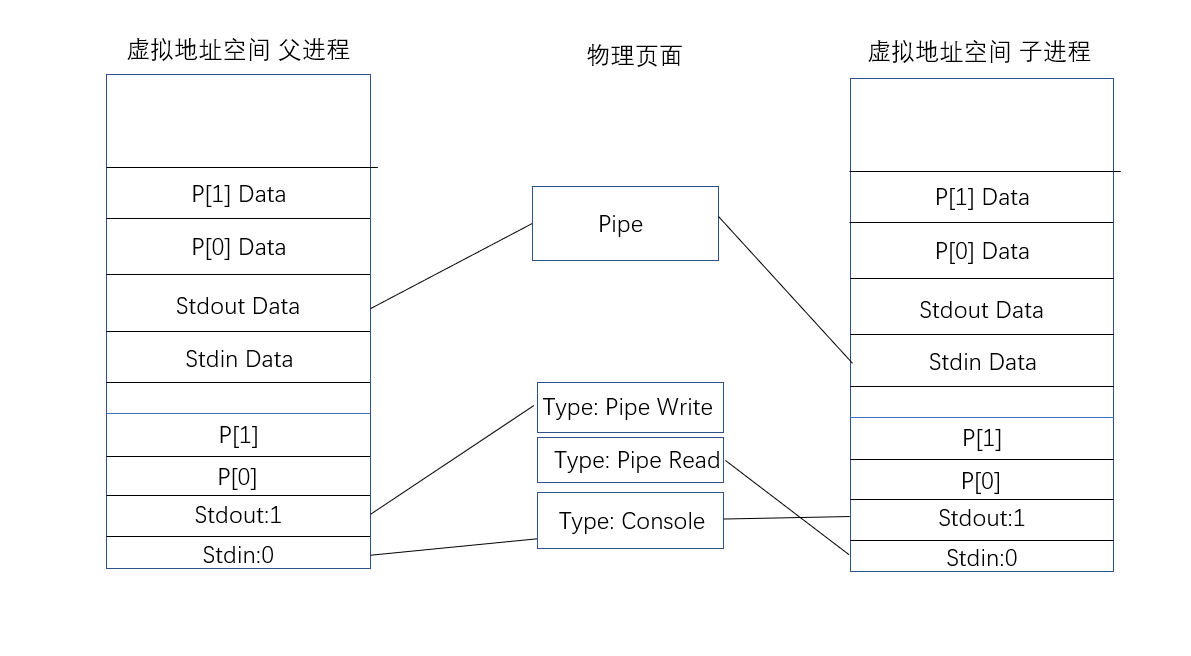 虚拟地址空间 父进程
物理页面
虚拟地址空间 子进程
P[1] Data
P[0] Data
Stdout Data
Stdin Data
P[1]
P[0]
Stdout:1
Stdin:0
Pipe
Type: Pipe Write
Type: Pipe Read
Type: Console
P[1] Data
P[0] Data
Stdout Data
Stdin Data
P[1]
P[0]
Stdout:1
Stdin:0